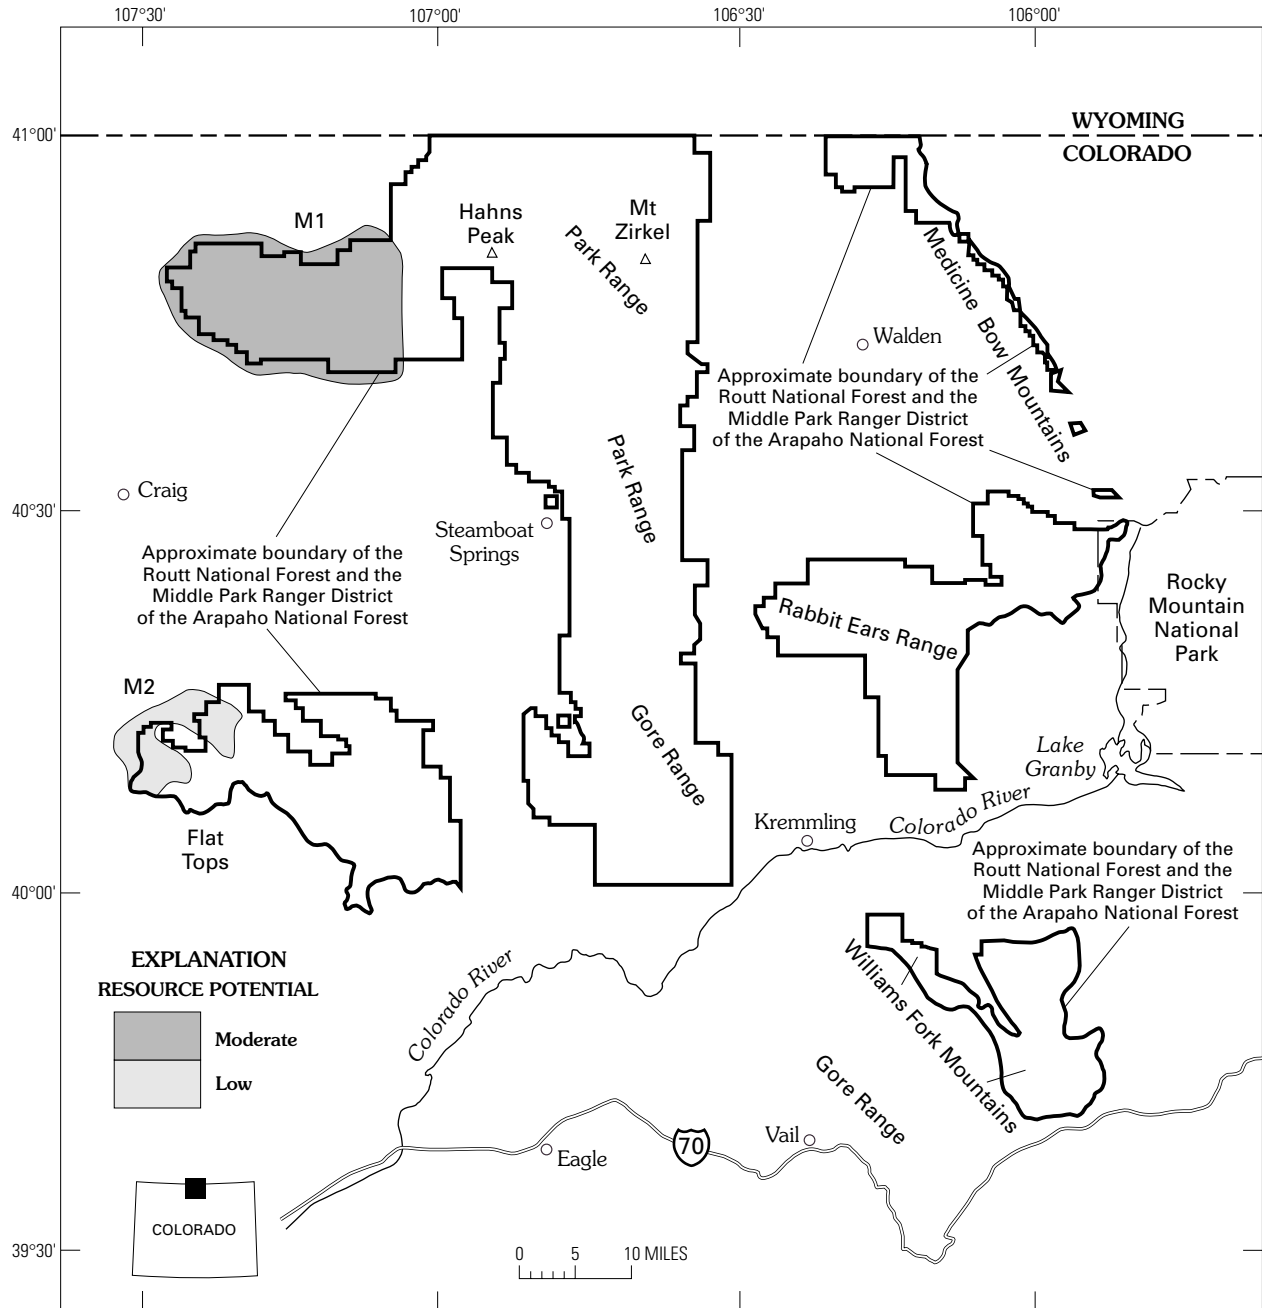 107°30'
107°00'
106°30'
106°00'
41°00'
WYOMING
COLORADO
M1
Hahns
Peak
Mt
Zirkel
Park Range
Medicine Bow Mountains
Walden
Approximate boundary of the
Routt National Forest and the
Middle Park Ranger District
of the Arapaho National Forest
Park Range
Craig
40°30'
Steamboat
Springs
Approximate boundary of the
Routt National Forest and the
Middle Park Ranger District
of the Arapaho National Forest
Rocky
Mountain
National
Park
Rabbit Ears Range
M2
Gore Range
Lake
Granby
Flat
Tops
Kremmling
Colorado River
Approximate boundary of the
Routt National Forest and the
Middle Park Ranger District
of the Arapaho National Forest
40°00'
EXPLANATION
RESOURCE POTENTIAL
Moderate
Low
Colorado River
Williams Fork Mountains
Gore Range
Vail
70
Eagle
COLORADO
39°30'
0 5 10 MILES